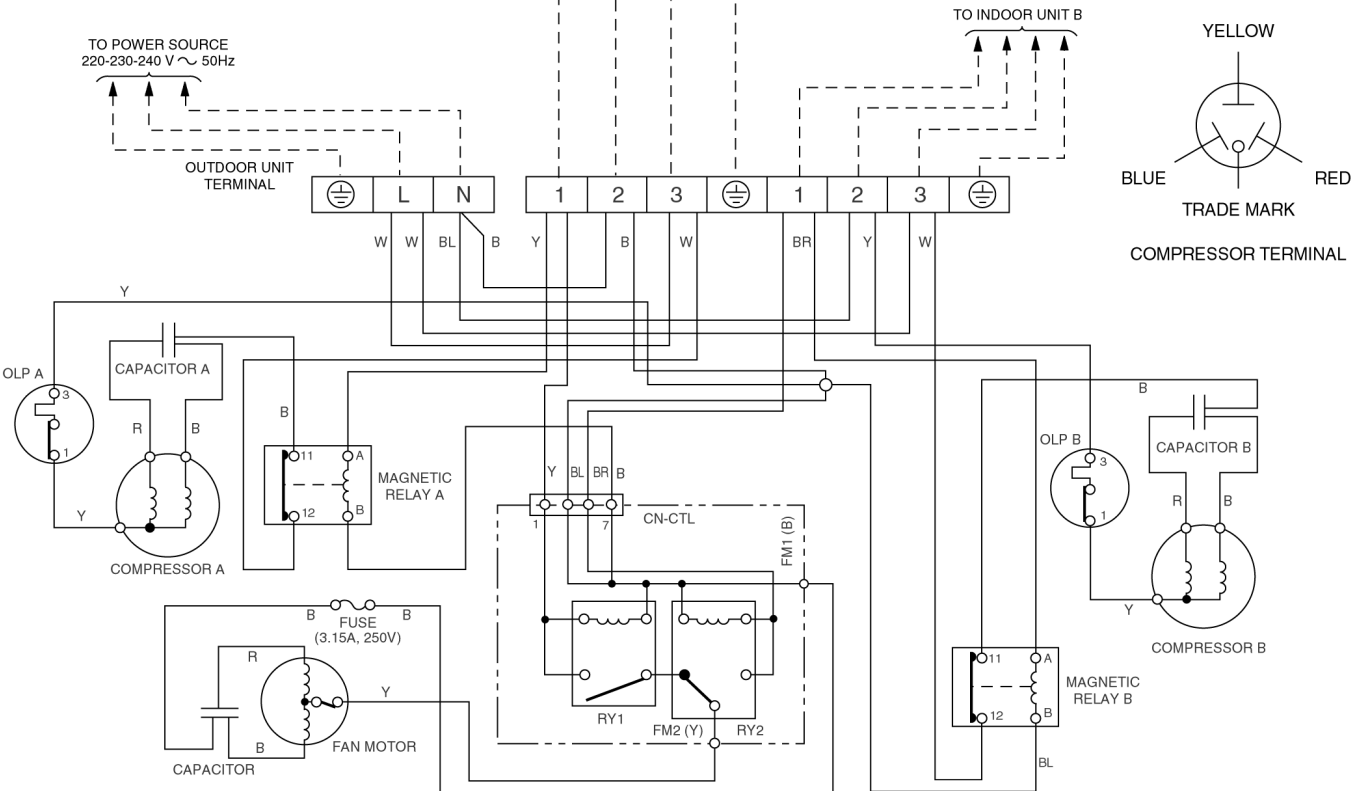 TO INDOOR UNIT B
YELLOW
TO POWER SOURCE
220-230-240 V ~ 50Hz
OUTDOOR UNIT
TERMINAL
BLUE
RED
TRADE MARK
COMPRESSOR TERMINAL
L
N
1
2
3
1
2
3
W
W
BL
B
Y
B
W
BR
Y
W
Y
OLP A
3
1
CAPACITOR A
R
B
B
Y
COMPRESSOR A
11
12
A
B
MAGNETIC
RELAY A
Y
BL
BR
B
1
7
CN-CTL
FM1 (B)
RY1
FM2 (Y)
RY2
B
CAPACITOR B
OLP B
3
1
R
B
Y
COMPRESSOR B
11
12
A
B
MAGNETIC
RELAY B
BL
B
B
FUSE
(3.15A, 250V)
R
Y
B
FAN MOTOR
CAPACITOR